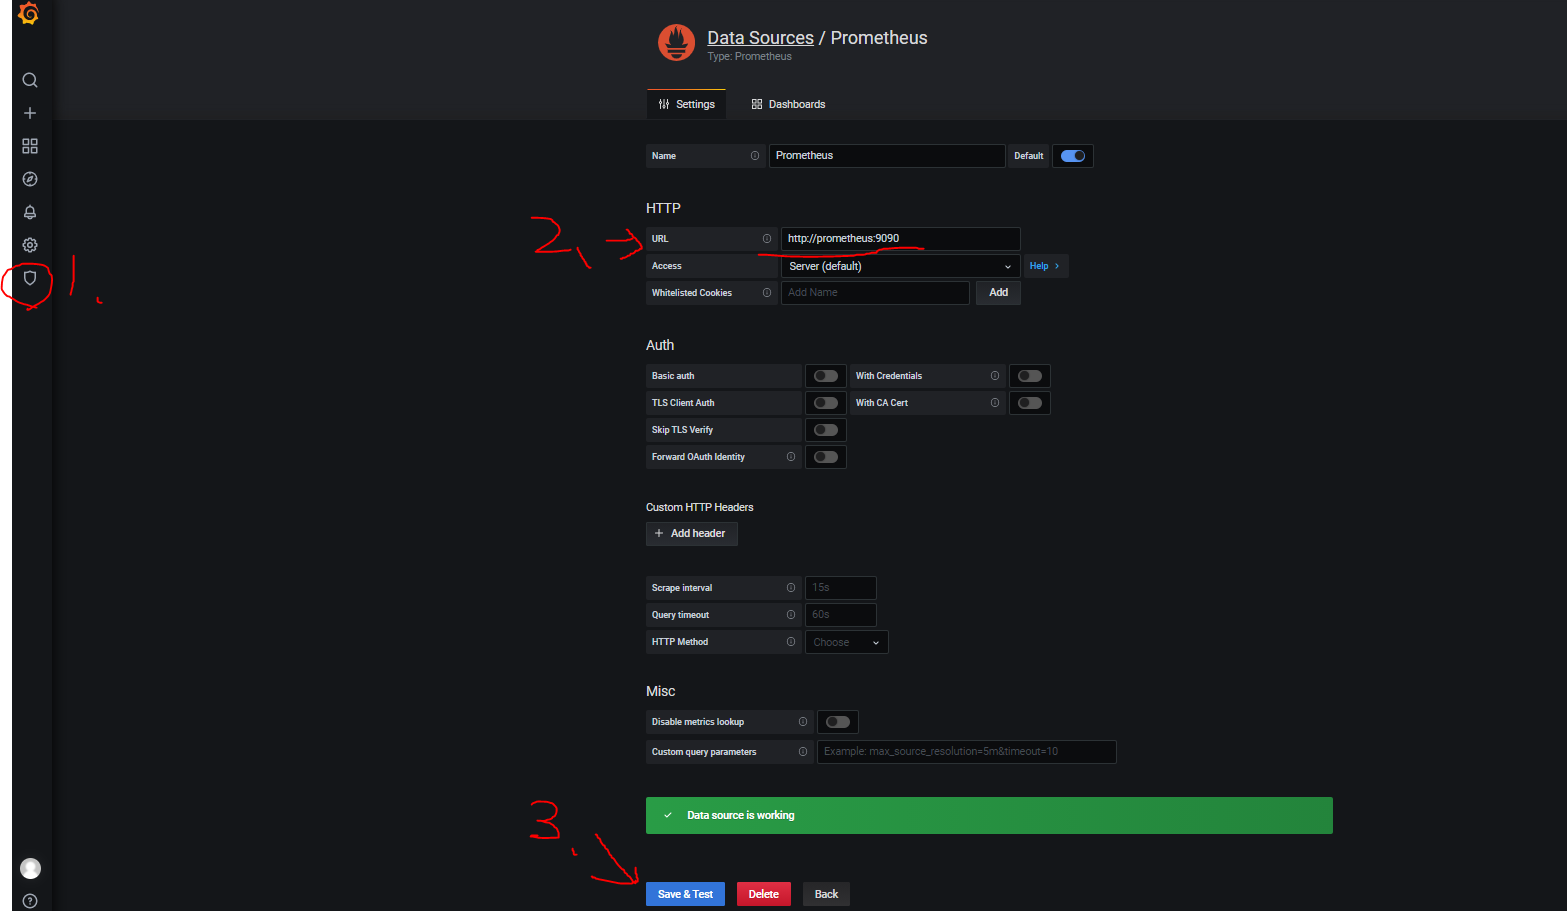 Data Sources / Prometheus
Type: Prometheus
Settings
Dashboards
Name
Prometheus
Default
HTTP
2.
URL
http://prometheus:9090
Access
Server (default)
Help >
1.
Whitelisted Cookies
Add Name
Add
Auth
Basic auth
With Credentials
TLS Client Auth
With CA Cert
Skip TLS Verify
Forward OAuth Identity
Custom HTTP Headers
+ Add header
Scrape interval
15s
Query timeout
60s
HTTP Method
Choose
Misc
Disable metrics lookup
Custom query parameters
Example: max_source_resolution=5m&timeout=10
3.
Data source is working
Save & Test
Delete
Back